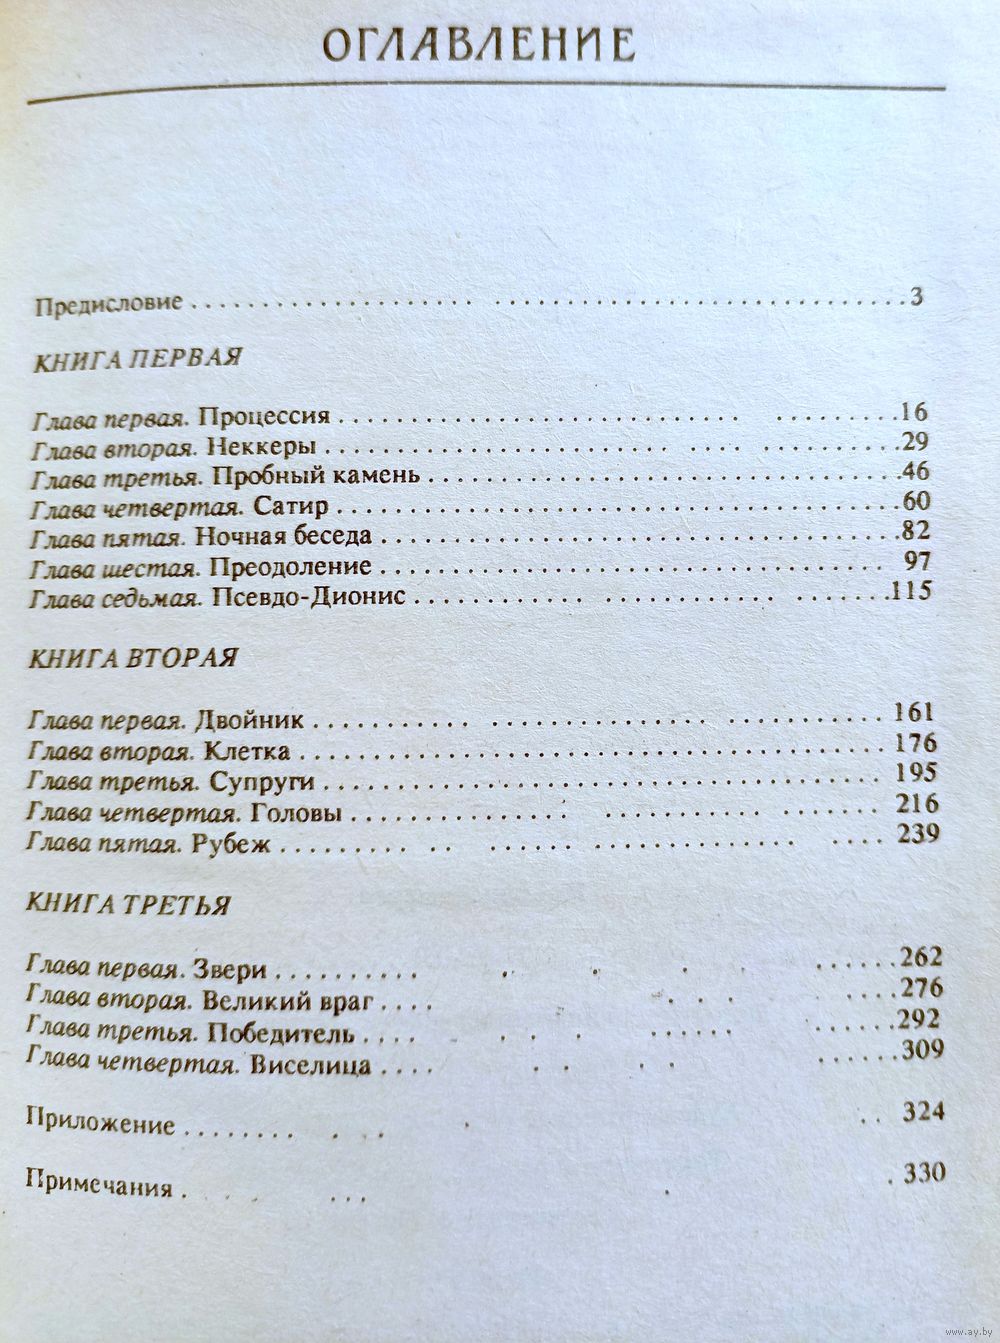 ОГЛАВЛЕНИЕ
Предисловие . . . . . . . . . . 3
КНИГА ПЕРВАЯ
Глава первая. Процессия . . . . . . . . . . 16
Глава вторая. Неккеры . . . . . . . . . . 29
Глава третья. Пробный камень . . . . . . . . . . 46
Глава четвертая. Сатир . . . . . . . . . . 60
Глава пятая. Ночная беседа . . . . . . . . . . 82
Глава шестая. Преодоление . . . . . . . . . . 97
Глава седьмая. Псевдо-Дионис . . . . . . . . . . 115
КНИГА ВТОРАЯ
Глава первая. Двойник . . . . . . . . . . 161
Глава вторая. Клетка . . . . . . . . . . 176
Глава третья. Супруги . . . . . . . . . . 195
Глава четвертая. Головы . . . . . . . . . . 216
Глава пятая. Рубеж . . . . . . . . . . 239
КНИГА ТРЕТЬЯ
Глава первая. Звери . . . . . . . . . . 262
Глава вторая. Великий враг . . . . . . . . . . 276
Глава третья. Победитель . . . . . . . . . . 292
Глава четвертая. Виселица . . . . . . . . . . 309
Приложение . . . . . . . . . . 324
Примечания . . . . . . . . . . 330
www.ay.by